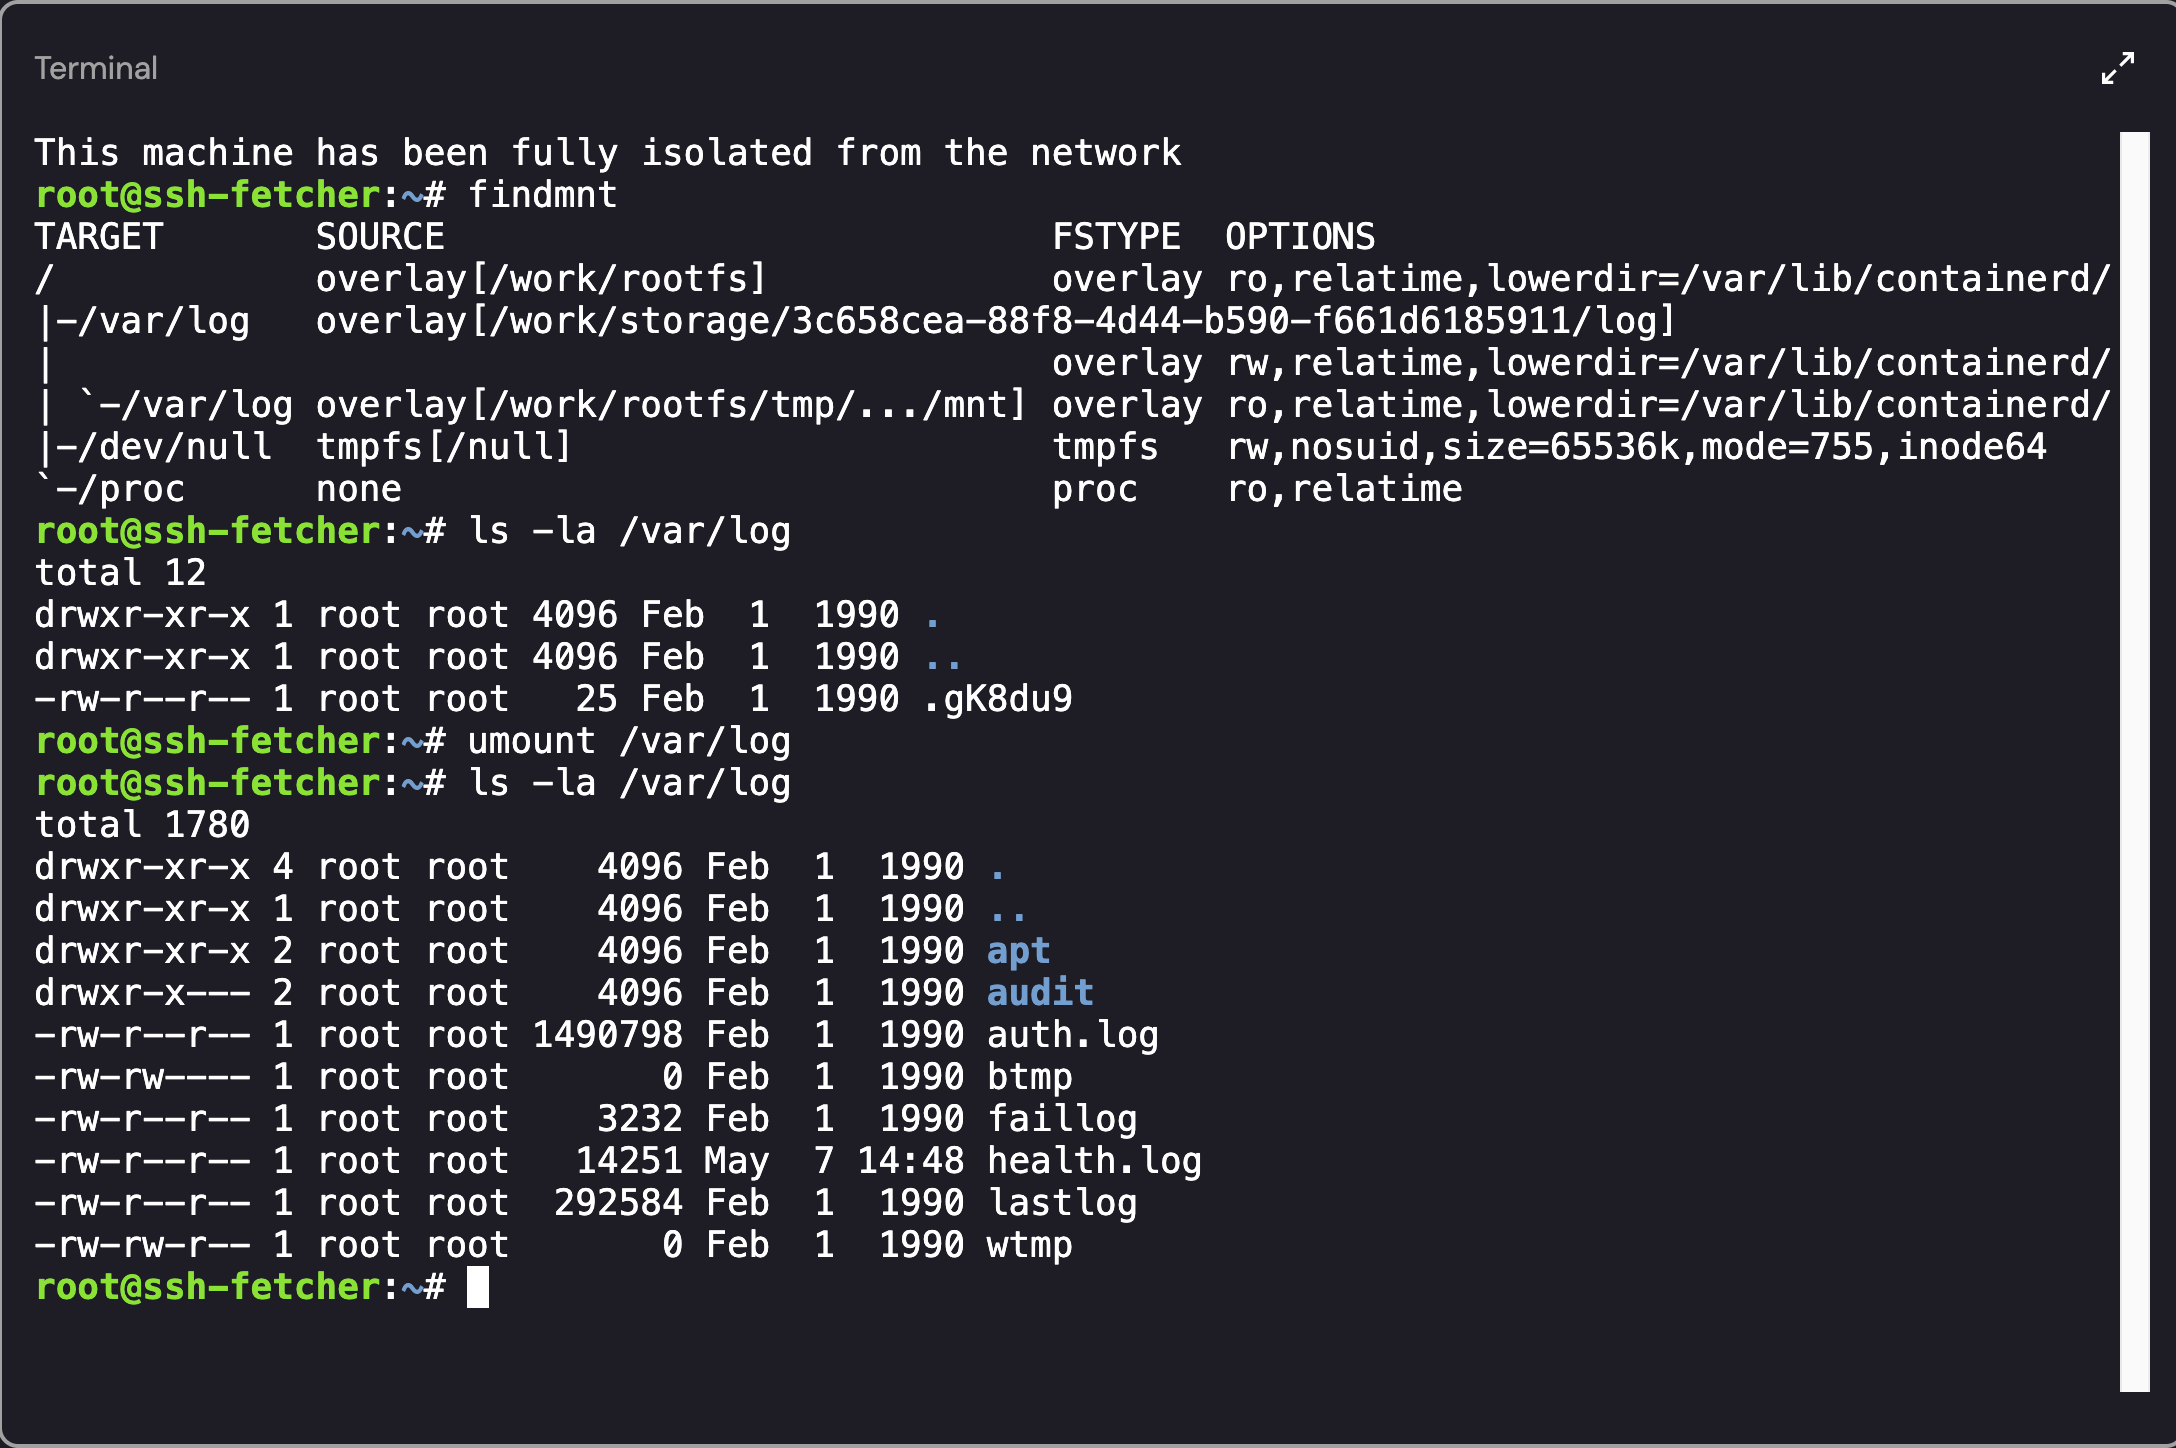 Terminal
This machine has been fully isolated from the network
root@ssh-fetcher:~# findmnt
TARGET       SOURCE                            FSTYPE  OPTIONS
/            overlay[/work/rootfs]             overlay ro,relatime,lowerdir=/var/lib/containerd/
|-/var/log   overlay[/work/storage/3c658cea-88f8-4d44-b590-f661d6185911/log]
|                                              overlay rw,relatime,lowerdir=/var/lib/containerd/
| `-/var/log overlay[/work/rootfs/tmp/.../mnt] overlay ro,relatime,lowerdir=/var/lib/containerd/
|-/dev/null  tmpfs[/null]                      tmpfs   rw,nosuid,size=65536k,mode=755,inode64
`-/proc      none                              proc    ro,relatime
root@ssh-fetcher:~# ls -la /var/log
total 12
drwxr-xr-x 1 root root 4096 Feb  1  1990 .
drwxr-xr-x 1 root root 4096 Feb  1  1990 ..
-rw-r--r-- 1 root root   25 Feb  1  1990 .gK8du9
root@ssh-fetcher:~# umount /var/log
root@ssh-fetcher:~# ls -la /var/log
total 1780
drwxr-xr-x 4 root root    4096 Feb  1  1990 .
drwxr-xr-x 1 root root    4096 Feb  1  1990 ..
drwxr-xr-x 2 root root    4096 Feb  1  1990 apt
drwxr-x--- 2 root root    4096 Feb  1  1990 audit
-rw-r--r-- 1 root root 1490798 Feb  1  1990 auth.log
-rw-rw---- 1 root root       0 Feb  1  1990 btmp
-rw-r--r-- 1 root root    3232 Feb  1  1990 faillog
-rw-r--r-- 1 root root   14251 May  7 14:48 health.log
-rw-r--r-- 1 root root  292584 Feb  1  1990 lastlog
-rw-rw-r-- 1 root root       0 Feb  1  1990 wtmp
root@ssh-fetcher:~#